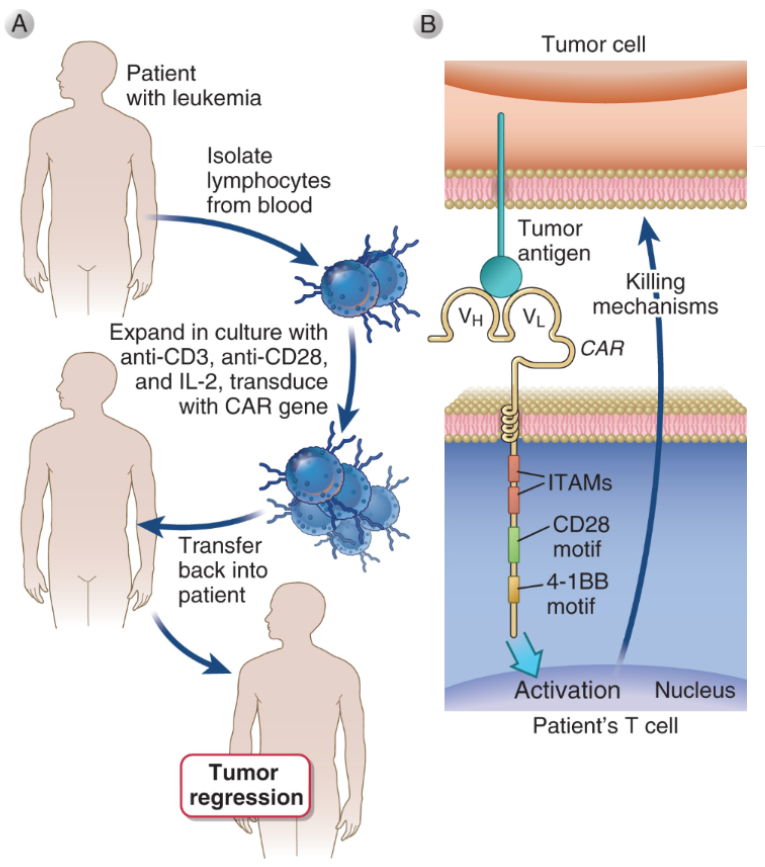 A
Patient
with leukemia
Isolate
lymphocytes
from blood
Expand in culture with
anti-CD3, anti-CD28,
and IL-2, transduce
with CAR gene
Transfer
back into
patient
Tumor
regression
B
Tumor cell
Tumor
antigen
Killing
mechanisms
VH
VL
CAR
ITAMs
CD28
motif
4-1BB
motif
Activation
Nucleus
Patient's T cell